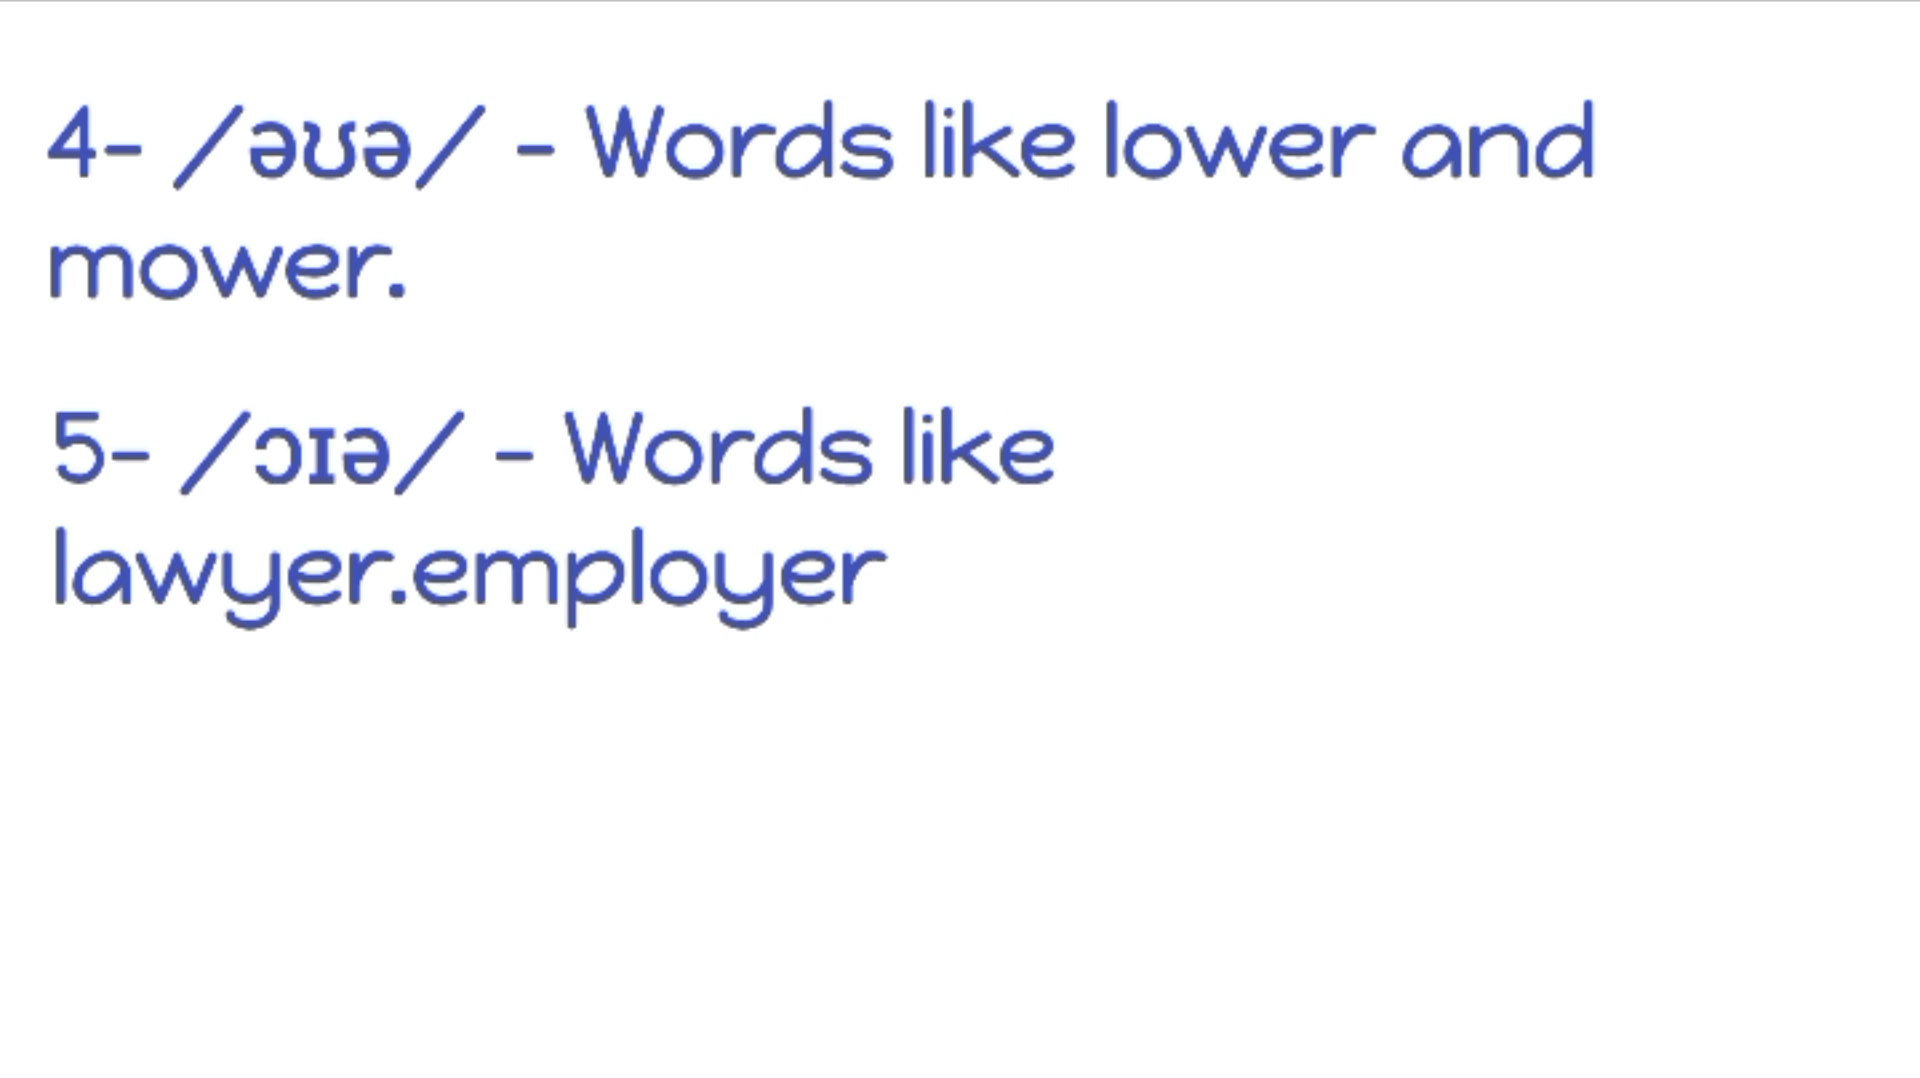 4- /əʊə/ - Words like lower and
mower.
5- /ɔɪə/ - Words like
lawyer.employer